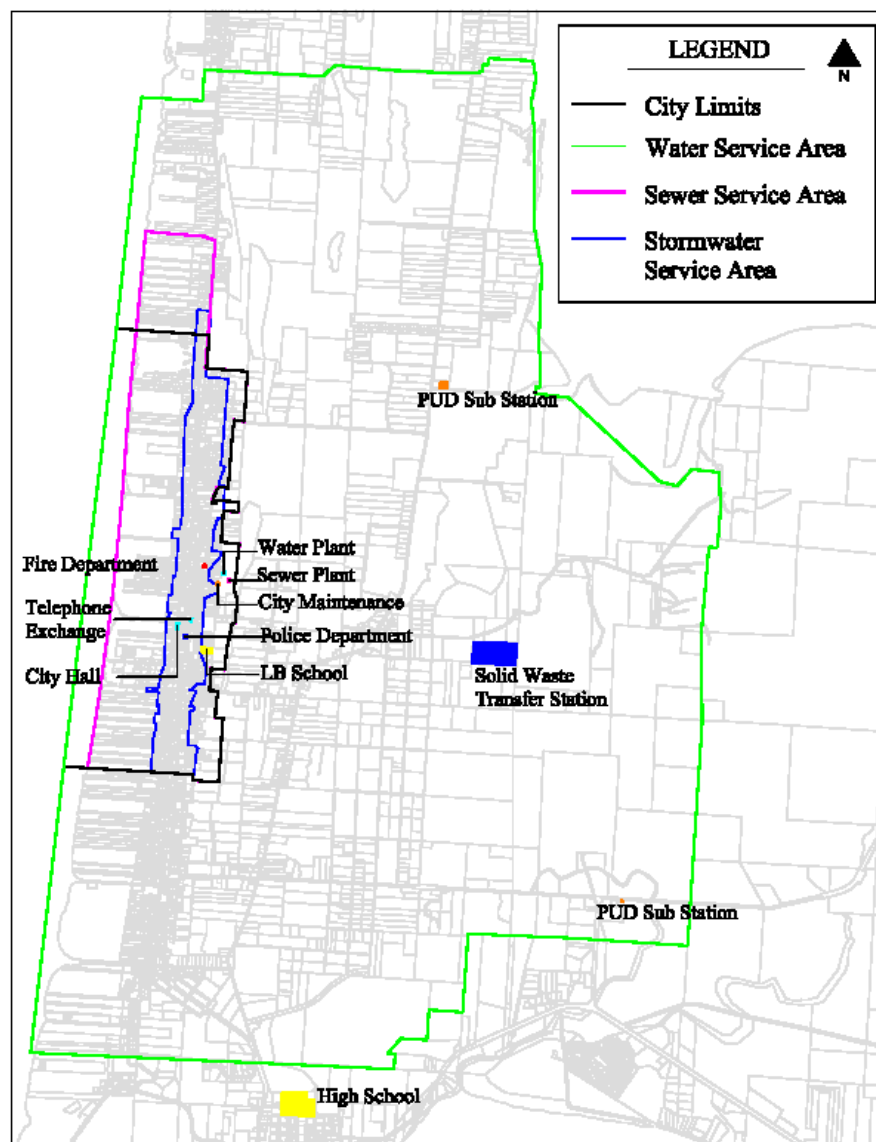 LEGEND
N
City Limits
Water Service Area
Sewer Service Area
Stormwater
Service Area
PUD Sub Station
Water Plant
Fire Department
Sewer Plant
City Maintenance
Telephone
Exchange
Police Department
City Hall
LB School
Solid Waste
Transfer Station
PUD Sub Station
High School